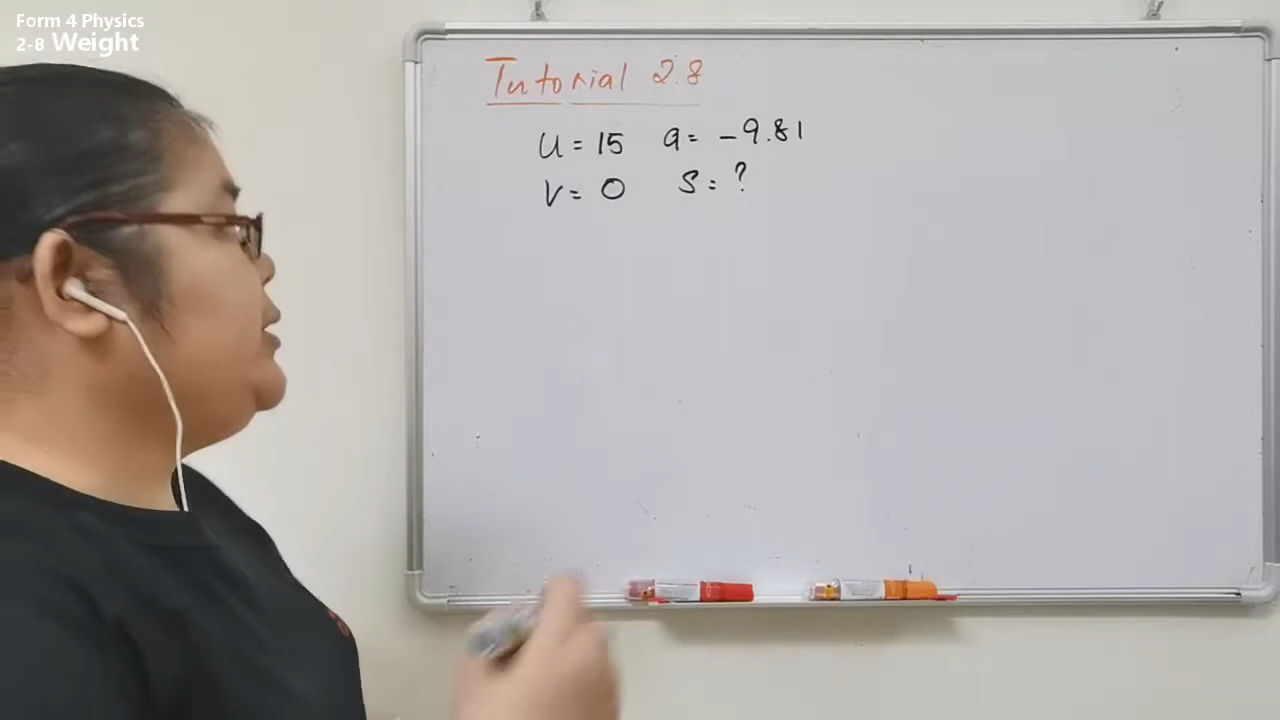 Form 4 Physics
2-8 Weight
Tutorial 2.8
U = 15 a = -9.81
V = 0 S = ?